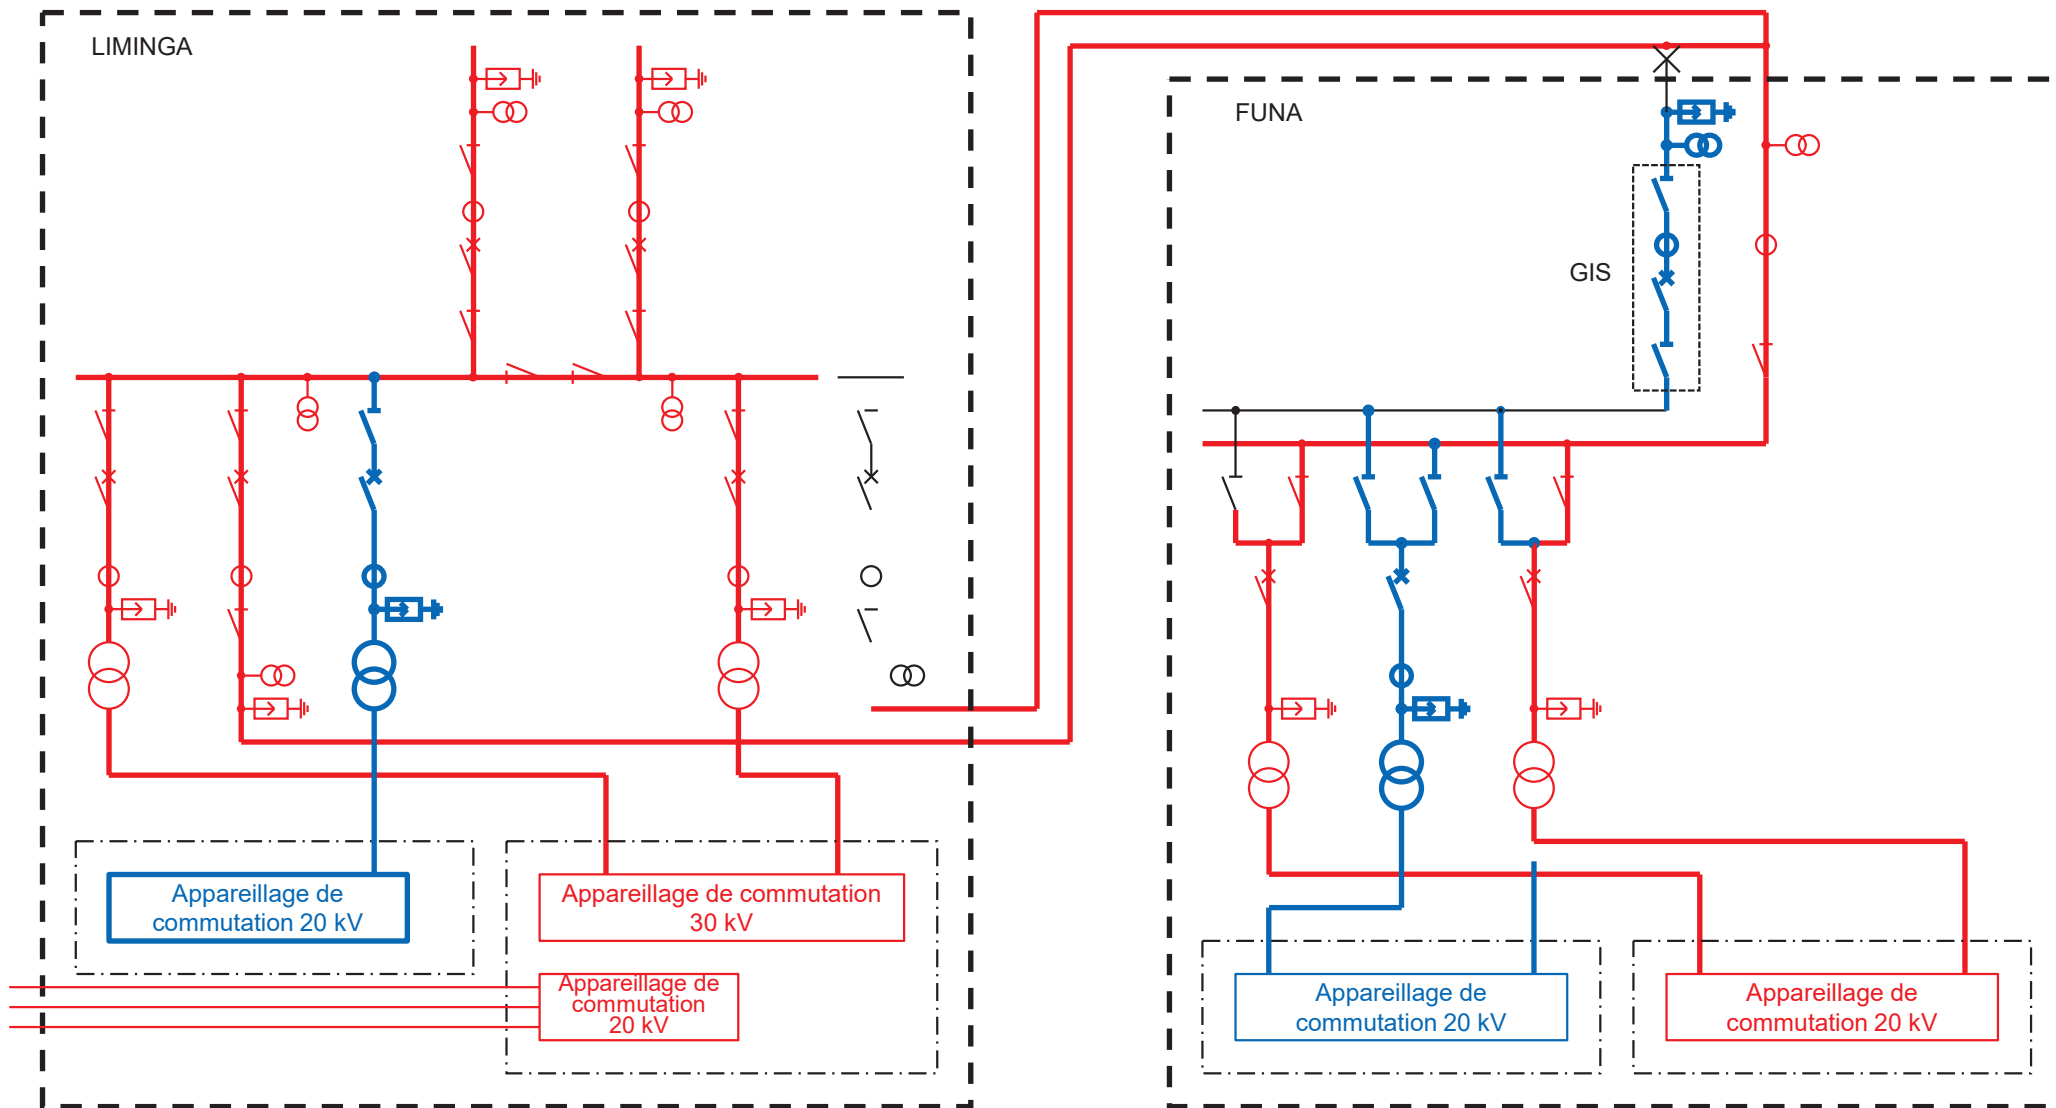 LIMINGA
FUNA
GIS
Appareillage de
commutation 20 kV
Appareillage de commutation
30 kV
Appareillage de
commutation
20 kV
Appareillage de
commutation 20 kV
Appareillage de
commutation 20 kV